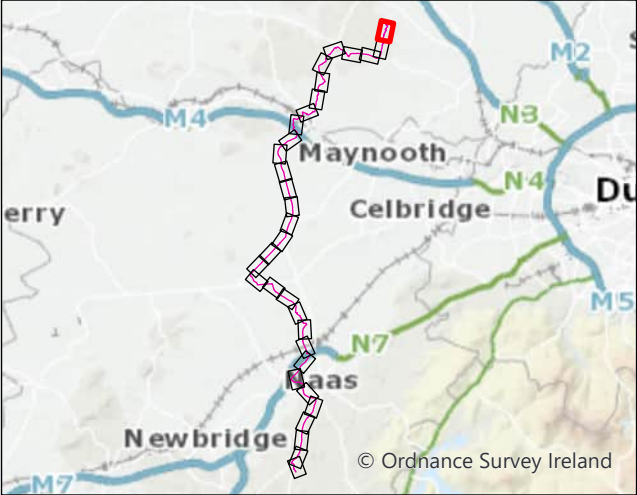 M2
N3
M4
Maynooth
N4
Du
erry
Celbridge
M5
N7
Naas
Newbridge
© Ordnance Survey Ireland
M7